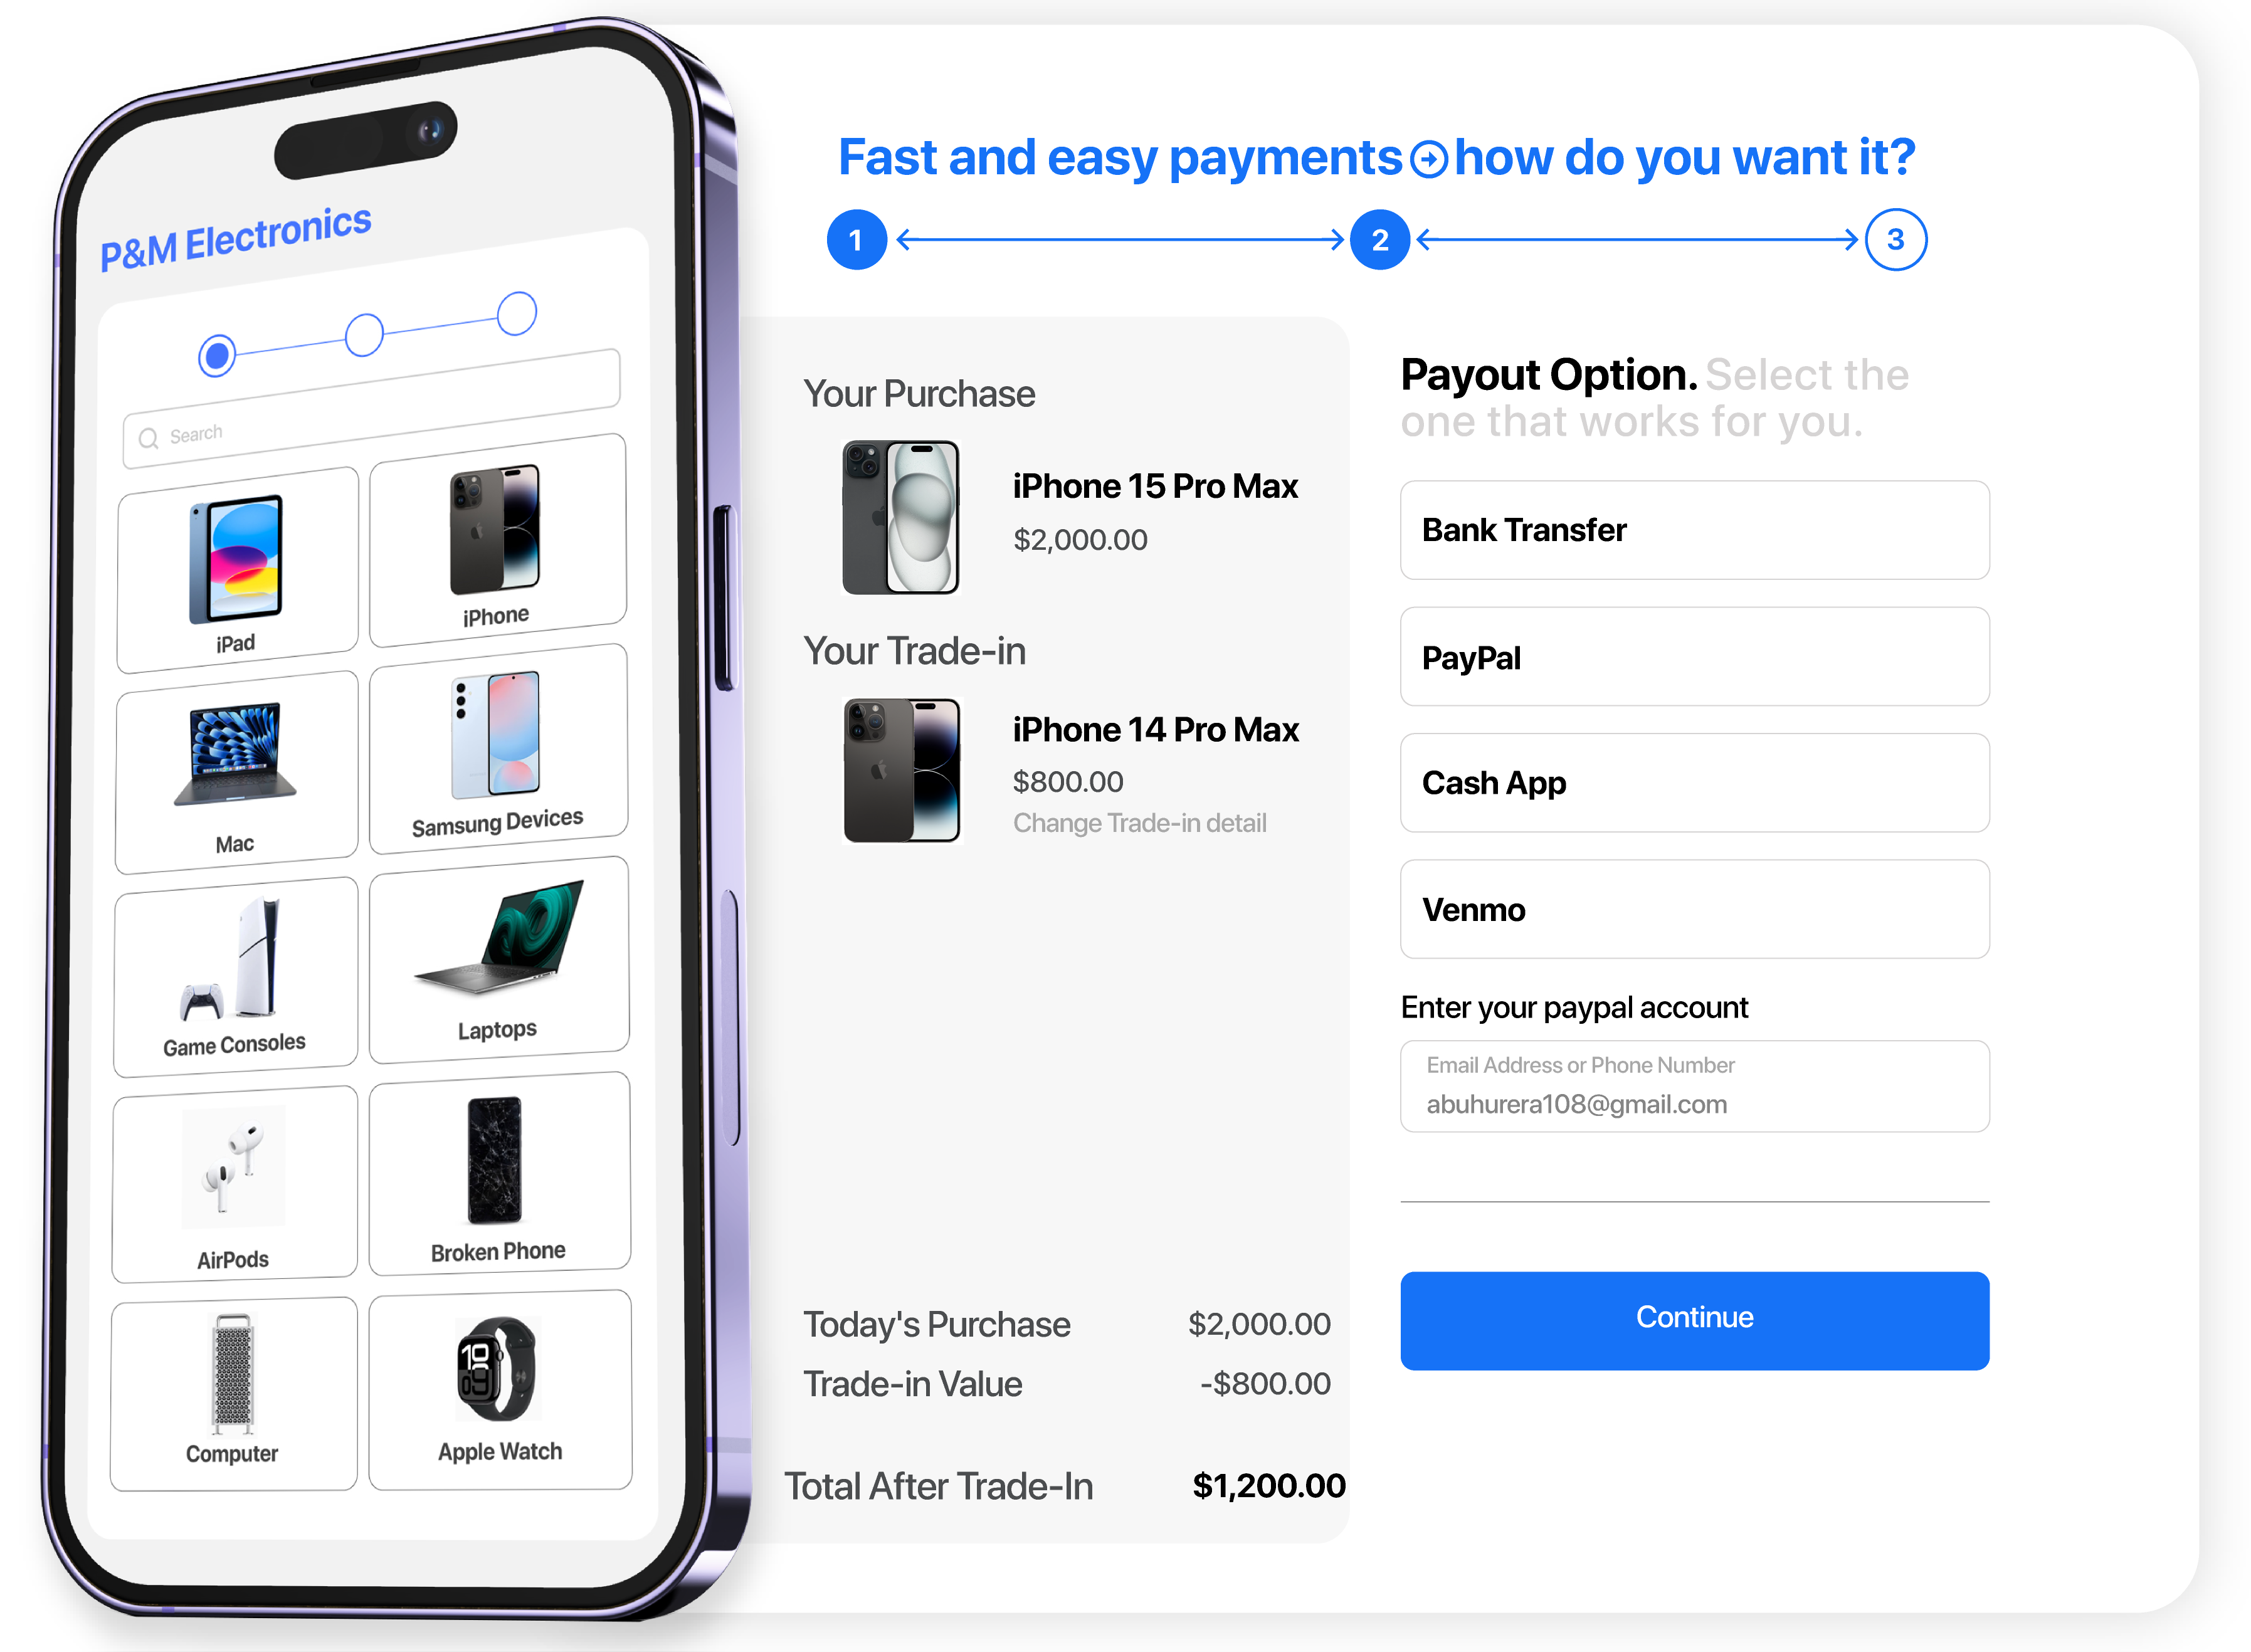 P&M Electronics
Search
iPad
iPhone
Mac
Samsung Devices
Game Consoles
Laptops
AirPods
Broken Phone
Computer
Apple Watch
Fast and easy payments how do you want it?
1
2
3
Your Purchase
iPhone 15 Pro Max
$2,000.00
Your Trade-in
iPhone 14 Pro Max
$800.00
Change Trade-in detail
Today's Purchase $2,000.00
Trade-in Value -$800.00
Total After Trade-In $1,200.00
Payout Option. Select the
one that works for you.
Bank Transfer
PayPal
Cash App
Venmo
Enter your paypal account
Email Address or Phone Number
abuhurera108@gmail.com
Continue